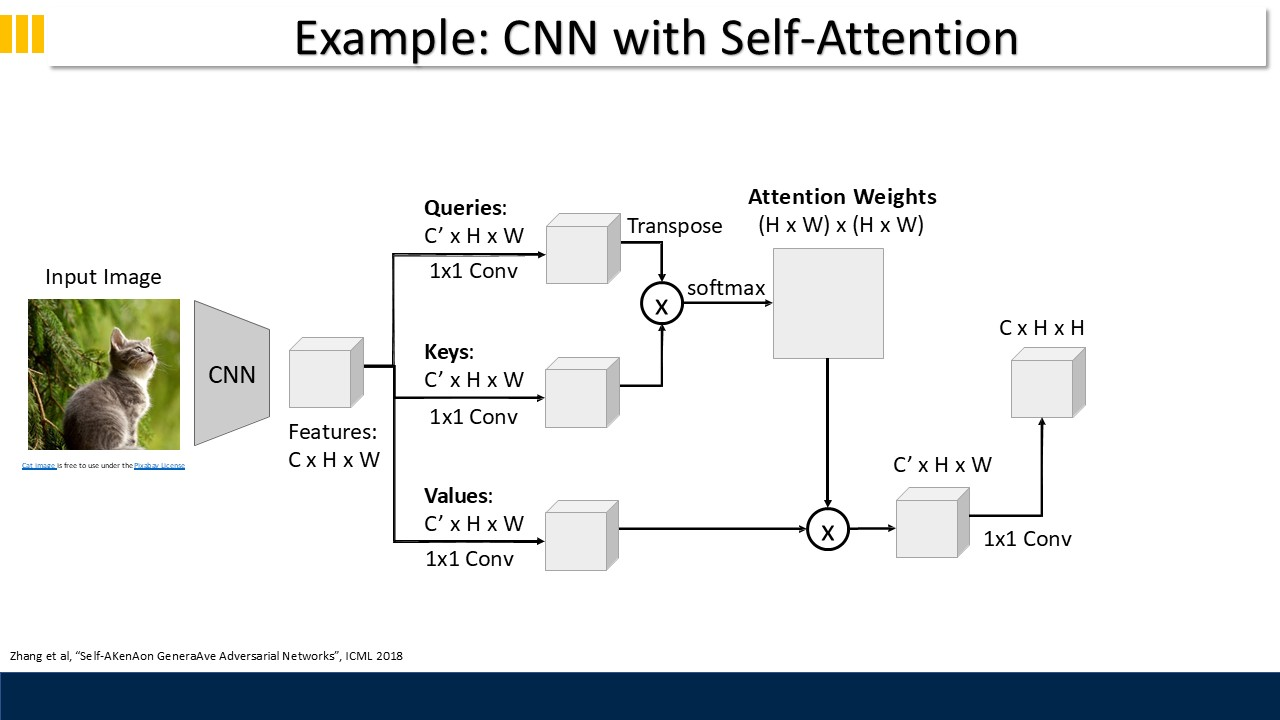 Example: CNN with Self-Attention
Input Image
CNN
Cat image is free to use under the Pixabay License
Features:
C x H x W
Queries:
C’ x H x W
1x1 Conv
Keys:
C’ x H x W
1x1 Conv
Values:
C’ x H x W
1x1 Conv
Transpose
x
softmax
Attention Weights
(H x W) x (H x W)
x
C’ x H x W
1x1 Conv
C x H x H
Zhang et al, “Self-AKenAon GeneraAve Adversarial Networks”, ICML 2018